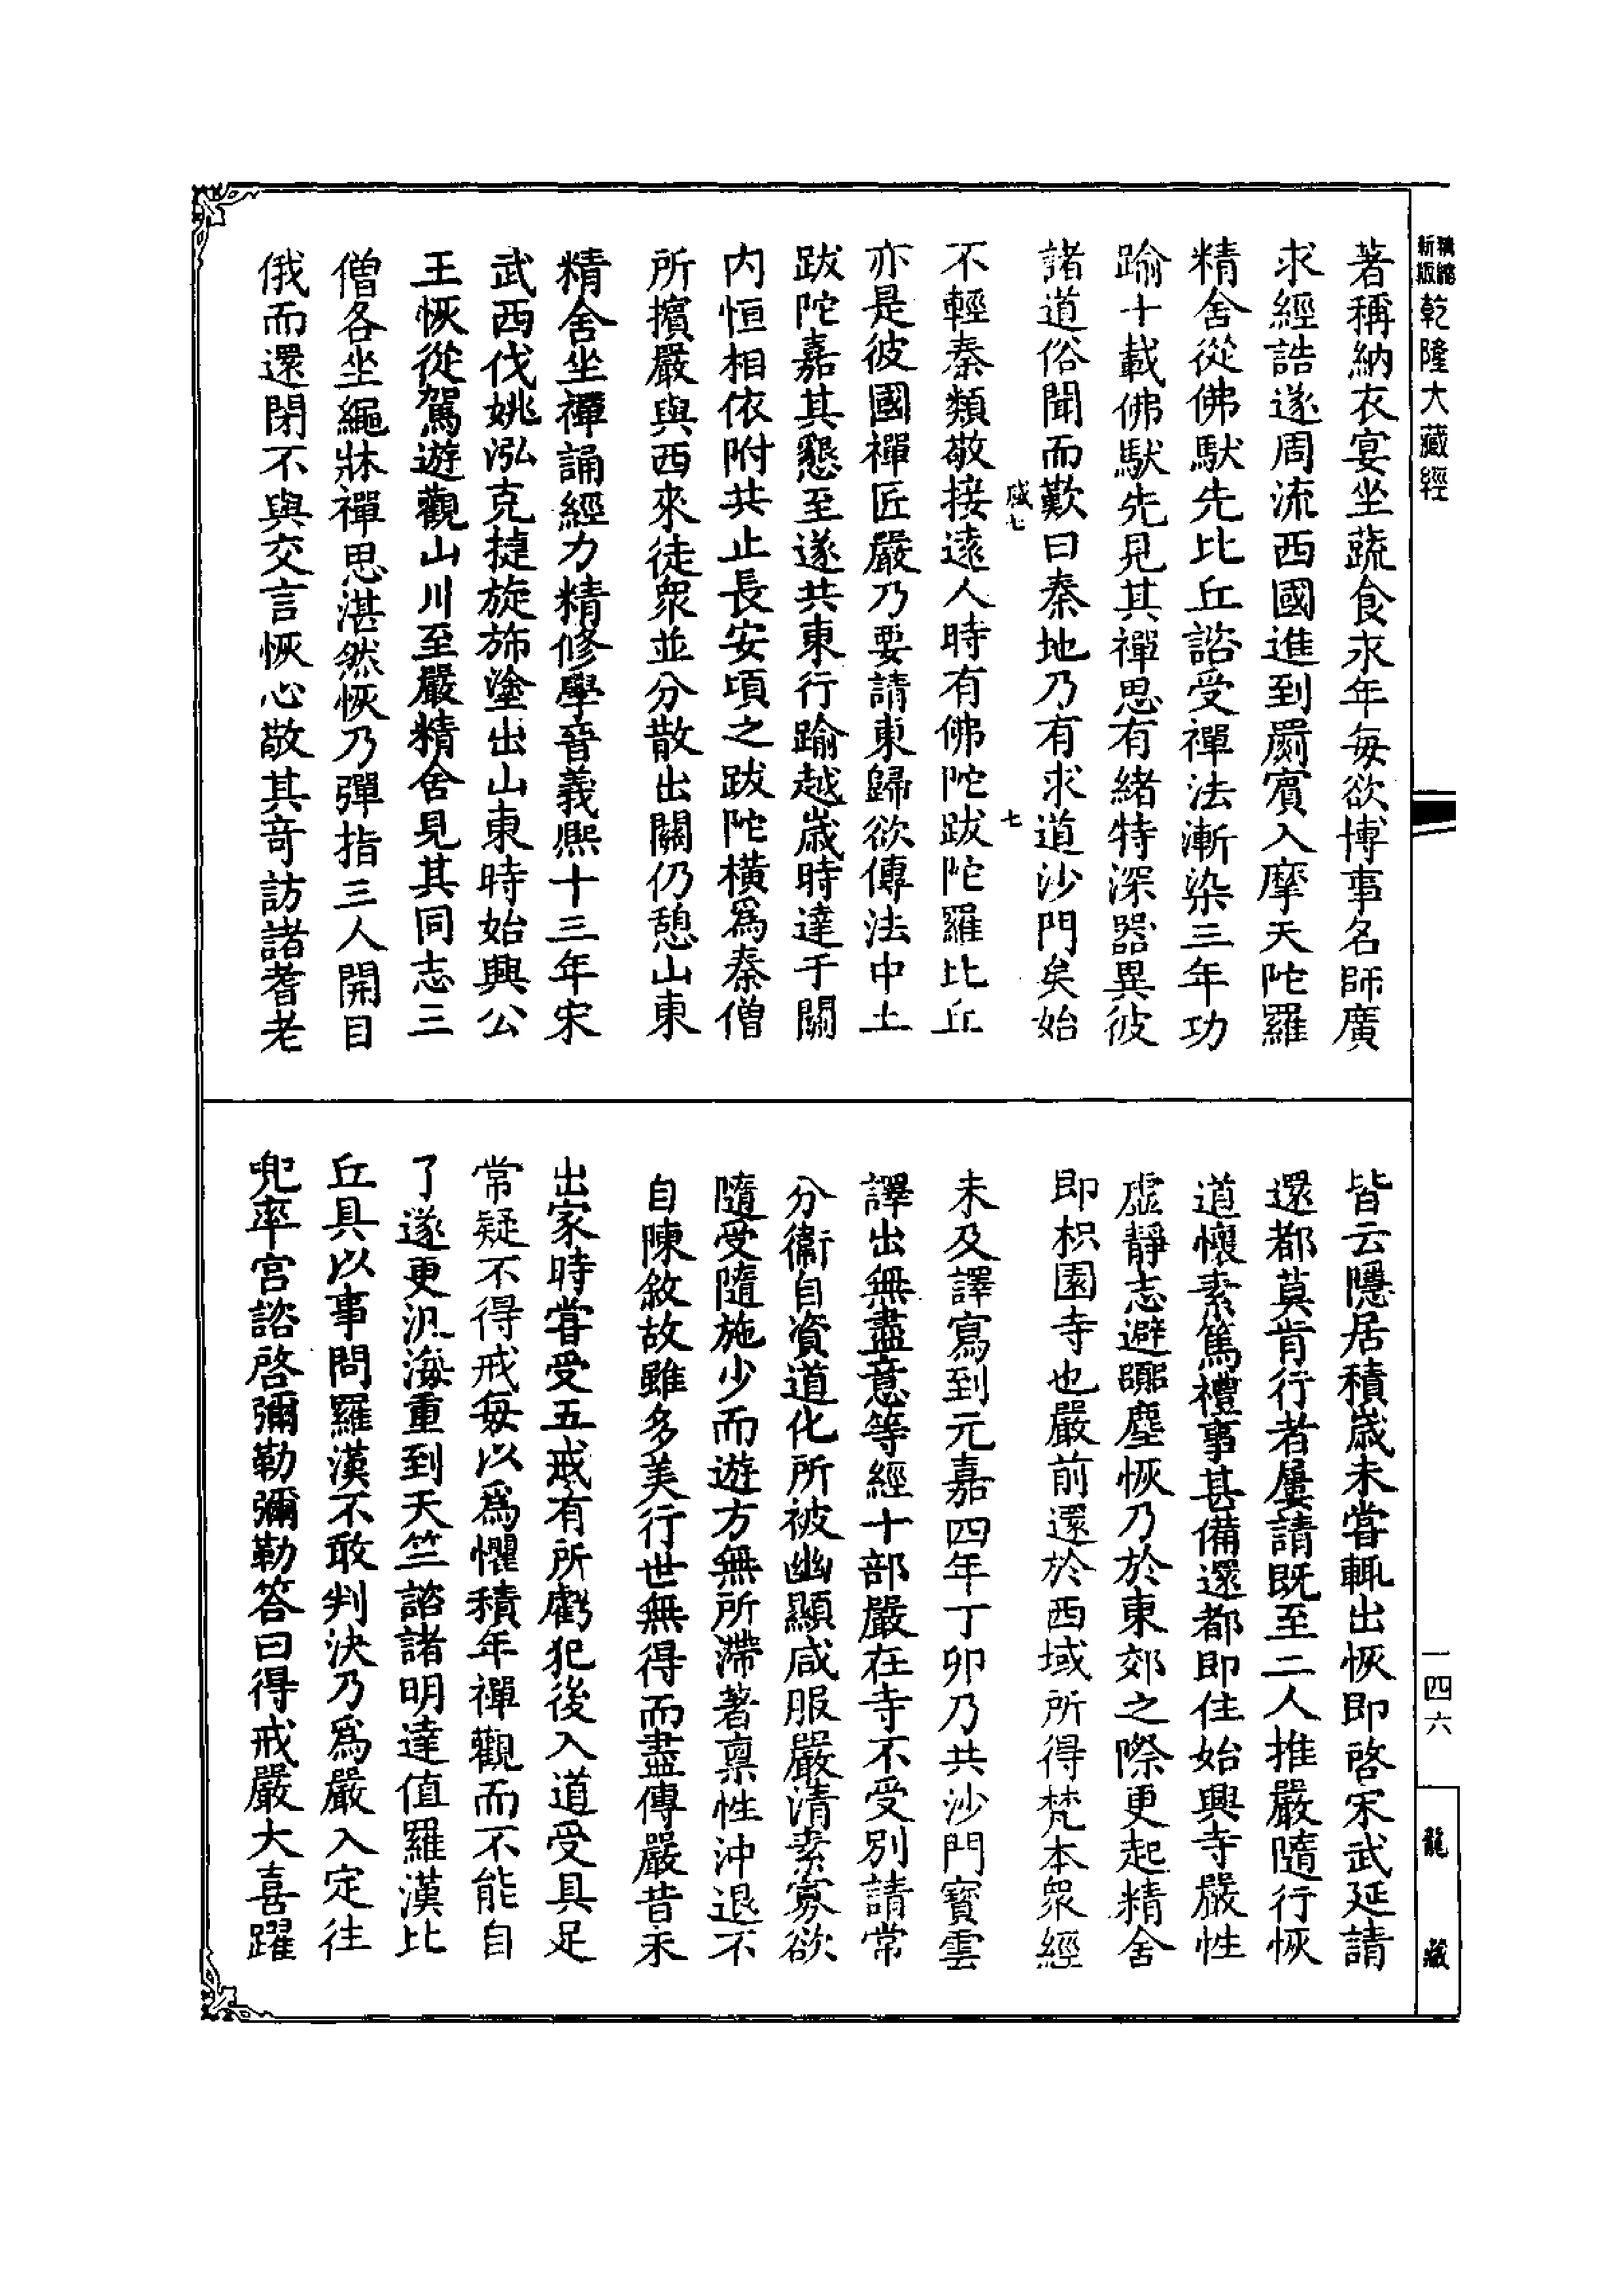 精縮
新版
乾隆大藏經
著稱納衣宴坐蔬食永年每欲博事名師廣
求經誥遂周流西國進到罽賓入摩天陀羅
精舍從佛馱先比丘諮受禪法漸染三年功
踰十載佛馱先見其禪思有緒特深器異彼
諸道俗聞而歎曰秦地乃有求道沙門矣始
七
不輕秦類敬接遠人時有佛陀跋陀羅比丘
亦是彼國禪匠嚴乃要請東歸欲傳法中土
跋陀嘉其懇至遂共東行踰越歲時達于關
內恒相依附共止長安頃之跋陀橫爲秦僧
所擯嚴與西來徒衆並分散出關仍憩山東
精舍坐禪誦經力精修學晉義熙十三年宋
武西伐姚泓克捷旋斾塗出山東時始興公
王恢從駕遊觀山川至嚴精舍見其同志三
僧各坐繩牀禪思湛然恢乃彈指三人開目
俄而還閉不與交言恢心敬其奇訪諸耆老
皆云隱居積歲未嘗輒出恢即啓宋武延請
還都莫肯行者屢請既至二人推嚴隨行恢
道懷素篤禮事甚備還都即住始興寺嚴性
虛靜志避囂塵恢乃於東郊之際更起精舍
即枳園寺也嚴前還於西域所得梵本衆經
未及譯寫到元嘉四年丁卯乃共沙門寶雲
譯出無盡意等經十部嚴在寺不受別請常
分衞自資道化所被幽顯咸服嚴清素寡欲
隨受隨施少而遊方無所滯著稟性沖退不
自陳敘故雖多美行世無得而盡傳嚴昔未
出家時嘗受五戒有所虧犯後入道受具足
常疑不得戒每以爲懼積年禪觀而不能自
了遂更汎海重到天竺諮諸明達值羅漢比
丘具以事問羅漢不敢判決乃爲嚴入定往
兜率宮諮啓彌勒彌勒答曰得戒嚴大喜躍
一四六
龍藏